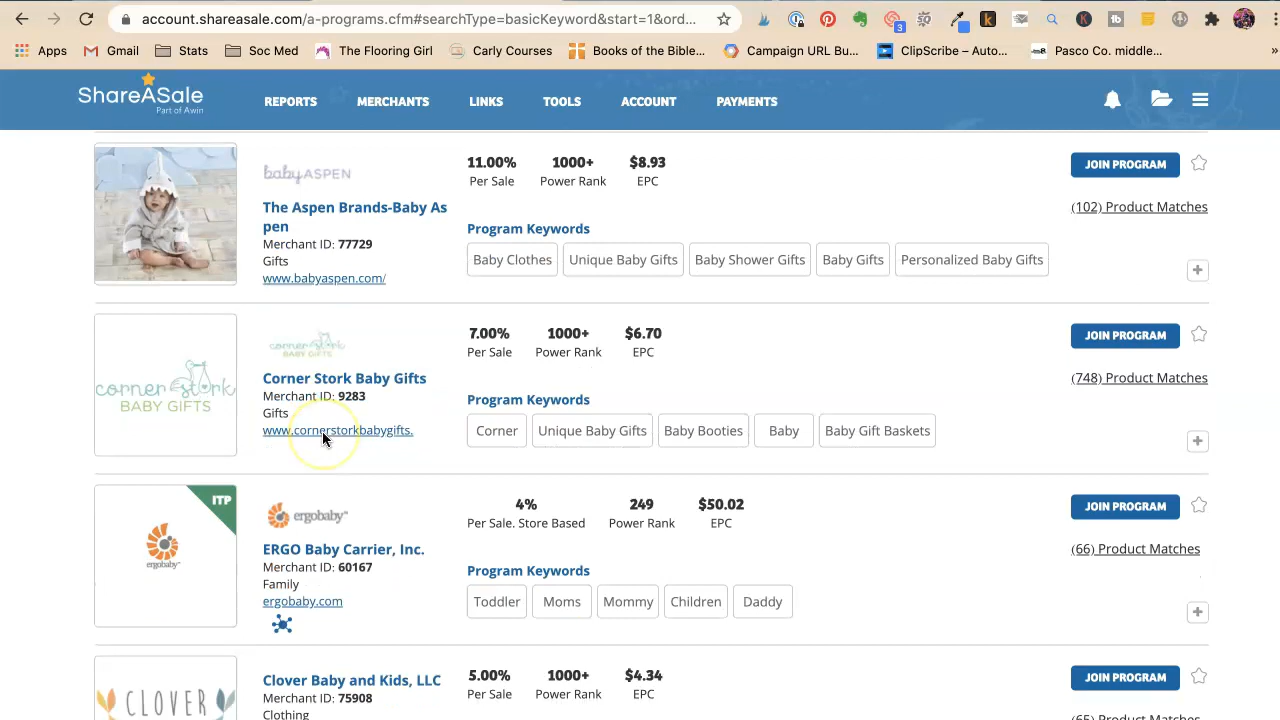 account.shareasale.com/a-programs.cfm#searchType=basicKeyword&start=1&ord...
3
Apps
Gmail
Stats
Soc Med
The Flooring Girl
Carly Courses
Books of the Bible...
Campaign URL Bu...
ClipScribe – Auto...
Pasco Co. middle...
»
ShareASale
Part of Awin
REPORTS
MERCHANTS
LINKS
TOOLS
ACCOUNT
PAYMENTS
baby ASPEN
The Aspen Brands-Baby As
pen
Merchant ID: 77729
Gifts
www.babyaspen.com/
11.00%
Per Sale
1000+
Power Rank
$8.93
EPC
Program Keywords
Baby Clothes
Unique Baby Gifts
Baby Shower Gifts
Baby Gifts
Personalized Baby Gifts
JOIN PROGRAM
(102) Product Matches
corner stork
BABY GIFTS
corner stork
BABY GIFTS
Corner Stork Baby Gifts
Merchant ID: 9283
Gifts
www.cornerstorkbabygifts.
7.00%
Per Sale
1000+
Power Rank
$6.70
EPC
Program Keywords
Corner
Unique Baby Gifts
Baby Booties
Baby
Baby Gift Baskets
JOIN PROGRAM
(748) Product Matches
ITP
ergobaby
ergobaby
ERGO Baby Carrier, Inc.
Merchant ID: 60167
Family
ergobaby.com
4%
Per Sale. Store Based
249
Power Rank
$50.02
EPC
Program Keywords
Toddler
Moms
Mommy
Children
Daddy
JOIN PROGRAM
(66) Product Matches
CLOVER
Clover Baby and Kids, LLC
Merchant ID: 75908
Clothing
5.00%
Per Sale
1000+
Power Rank
$4.34
EPC
JOIN PROGRAM
(65) Product Matches